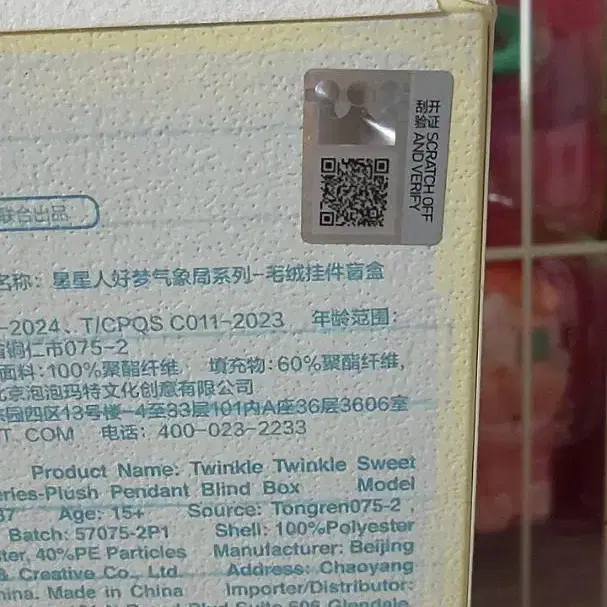 开 SCRATCH OFF
刮 验证 AND VERIFY
联合出品
名称：星星人好梦气象局系列-毛绒挂件盲盒
-2024、T/CPQS C011-2023 年龄范围：
铜仁市075-2
面料：100%聚酯纤维， 填充物：60%聚酯纤维，
北京泡泡玛特文化创意有限公司
园四区13号楼-4至33层101内A座36层3606室
T.COM 电话：400-023-2233
Product Name: Twinkle Twinkle Sweet
eries-Plush Pendant Blind Box Model
37 Age: 15+ Source: Tongren075-2,
Batch: 57075-2P1 Shell: 100%Polyester
ter, 40%PE Particles Manufacturer: Beijing
& Creative Co., Ltd. Address: Chaoyang
hina. Made in China Importer/Distributor:
Blvd Suite 606 Glendale